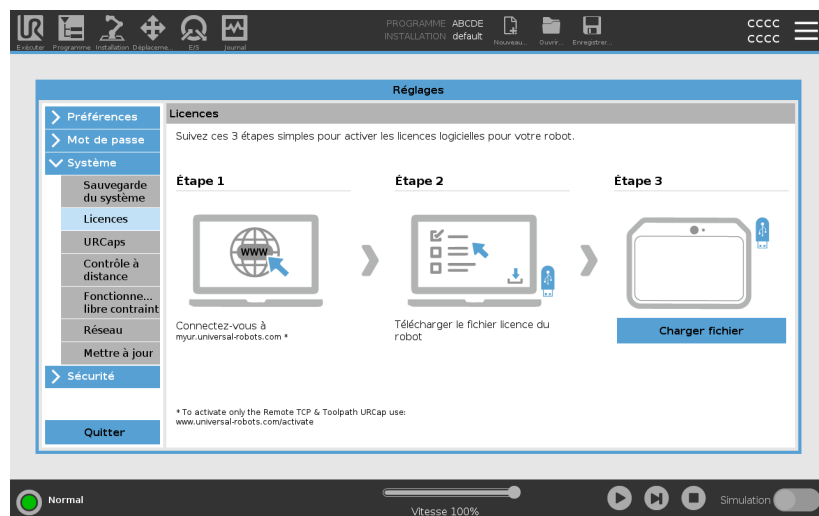 PROGRAMME ABCDE
INSTALLATION default
CCCC
CCCC
Exécuter
Programme
Installation
Déplaceme...
E/S
Journal
Nouveau...
Ouvrir...
Enregistrer...
Réglages
Préférences
Mot de passe
Système
Sauvegarde
du système
Licences
URCaps
Contrôle à
distance
Fonctionne...
libre contraint
Réseau
Mettre à jour
Sécurité
Quitter
Licences
Suivez ces 3 étapes simples pour activer les licences logicielles pour votre robot.
Étape 1
www
Connectez-vous à
myur.universal-robots.com *
Étape 2
Télécharger le fichier licence du
robot
Étape 3
Charger fichier
* To activate only the Remote TCP & Toolpath URCap use:
www.universal-robots.com/activate
Normal
Vitesse 100%
Simulation